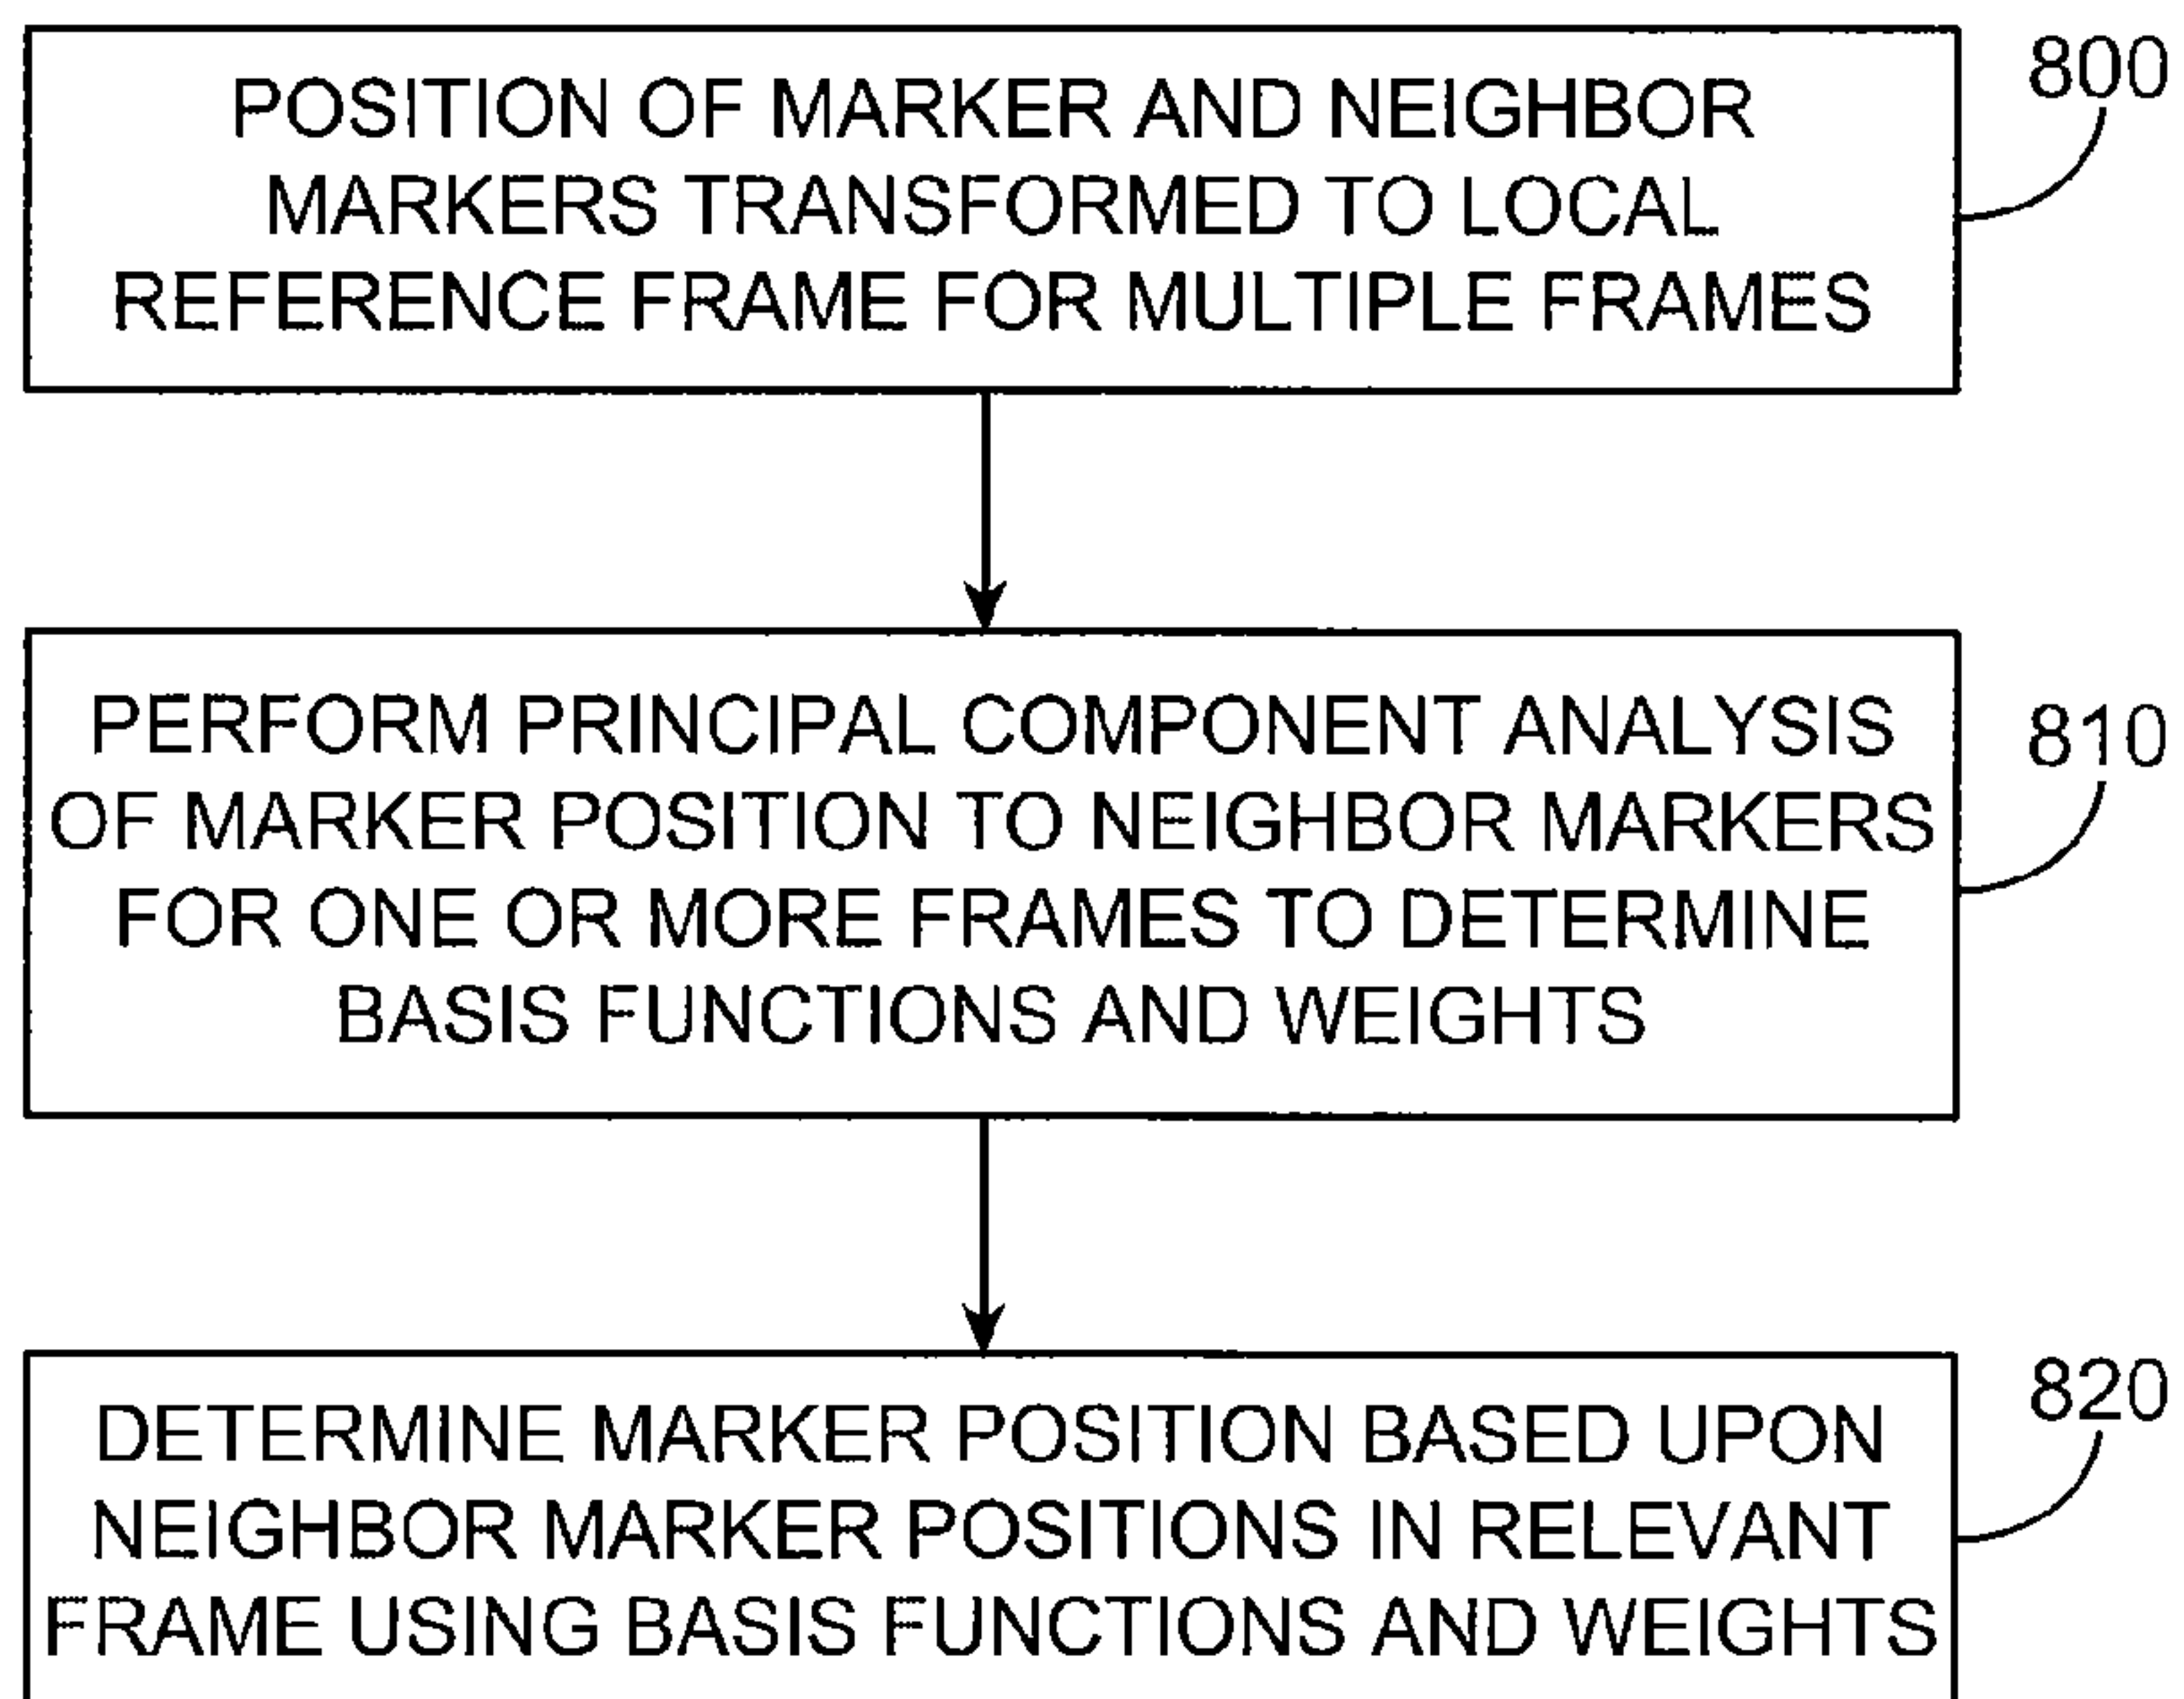 POSITION OF MARKER AND NEIGHBOR
MARKERS TRANSFORMED TO LOCAL
REFERENCE FRAME FOR MULTIPLE FRAMES
800
PERFORM PRINCIPAL COMPONENT ANALYSIS
OF MARKER POSITION TO NEIGHBOR MARKERS
FOR ONE OR MORE FRAMES TO DETERMINE
BASIS FUNCTIONS AND WEIGHTS
810
DETERMINE MARKER POSITION BASED UPON
NEIGHBOR MARKER POSITIONS IN RELEVANT
FRAME USING BASIS FUNCTIONS AND WEIGHTS
820